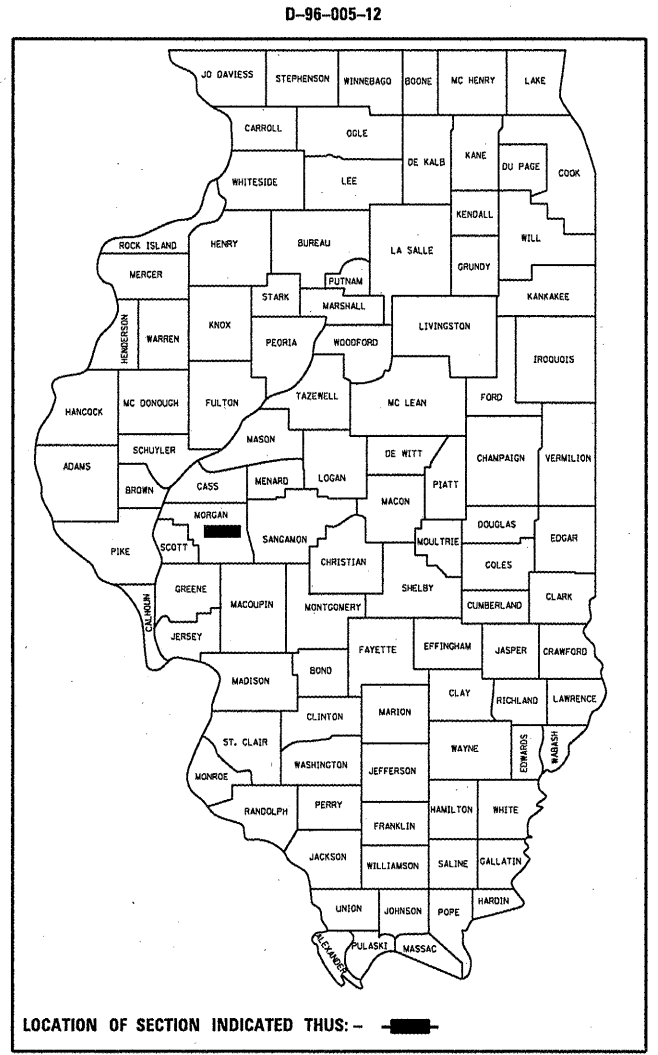 D-96-005-12
JO DAVIESS STEPHENSON WINNEBAGO BOONE MC HENRY LAKE
CARROLL OGLE
DE KALB KANE DU PAGE COOK
WHITESIDE LEE
KENDALL
ROCK ISLAND HENRY BUREAU LA SALLE WILL
MERCER PUTNAM GRUNDY
STARK MARSHALL KANKAKEE
HENDERSON WARREN KNOX PEORIA WOODFORD LIVINGSTON
IROQUOIS
HANCOCK MC DONOUGH FULTON TAZEWELL MC LEAN FORD
MASON
ADAMS SCHUYLER DE WITT CHAMPAIGN VERMILION
BROWN CASS MENARD LOGAN PIATT
MACON
MORGAN
PIKE SCOTT SANGAMON MOULTRIE DOUGLAS EDGAR
CHRISTIAN COLES
CALHOUN GREENE MACOUPIN MONTGOMERY SHELBY CUMBERLAND CLARK
JERSEY
FAYETTE EFFINGHAM JASPER CRAWFORD
MADISON BOND
CLAY RICHLAND LAWRENCE
CLINTON MARION
ST. CLAIR WAYNE EDWARDS WABASH
MONROE WASHINGTON JEFFERSON
RANDOLPH PERRY HAMILTON WHITE
FRANKLIN
JACKSON WILLIAMSON SALINE GALLATIN
UNION JOHNSON POPE HARDIN
ALEXANDER PULASKI MASSAC
LOCATION OF SECTION INDICATED THUS: -